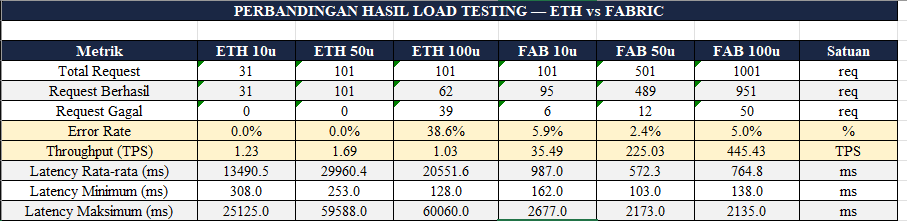 PERBANDINGAN HASIL LOAD TESTING — ETH vs FABRIC
Metrik ETH 10u ETH 50u ETH 100u FAB 10u FAB 50u FAB 100u Satuan
Total Request 31 101 101 101 501 1001 req
Request Berhasil 31 101 62 95 489 951 req
Request Gagal 0 0 39 6 12 50 req
Error Rate 0.0% 0.0% 38.6% 5.9% 2.4% 5.0% %
Throughput (TPS) 1.23 1.69 1.03 35.49 225.03 445.43 TPS
Latency Rata-rata (ms) 13490.5 29960.4 20551.6 987.0 572.3 764.8 ms
Latency Minimum (ms) 308.0 253.0 128.0 162.0 103.0 138.0 ms
Latency Maksimum (ms) 25125.0 59588.0 60060.0 2677.0 2173.0 2135.0 ms